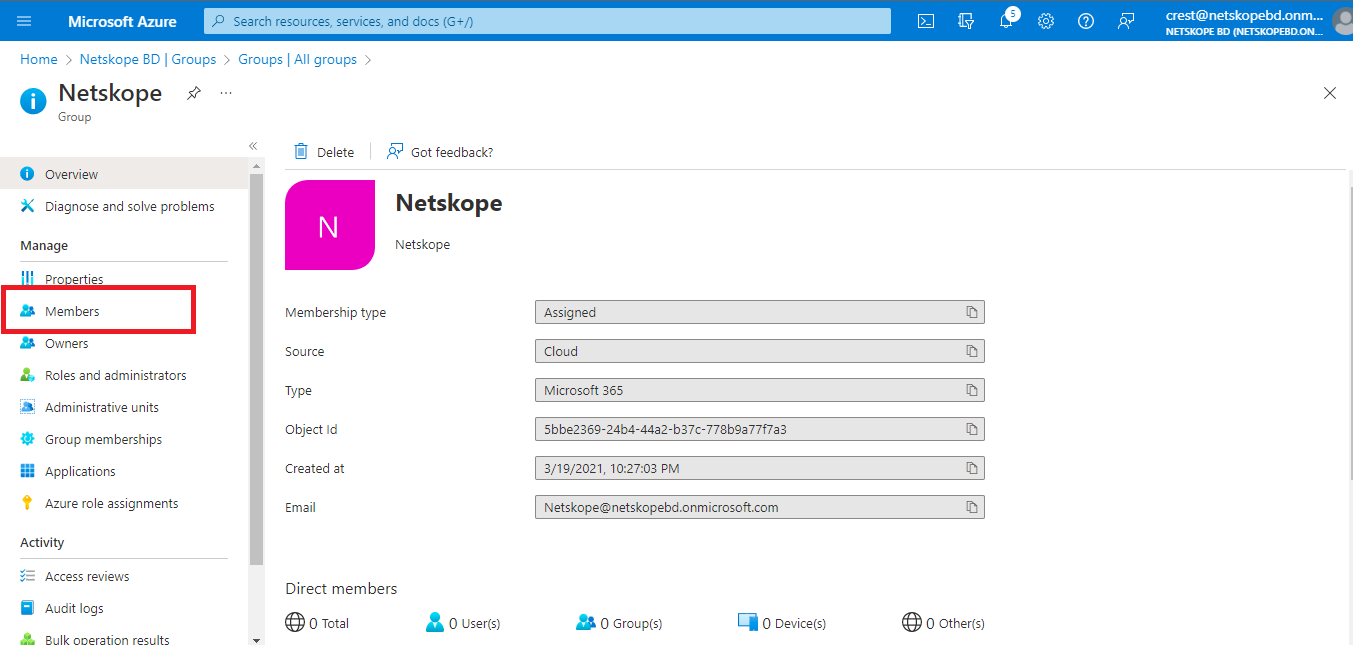 Microsoft Azure
Search resources, services, and docs (G+/)
5
crest@netskopebd.onm...
NETSKOPE BD (NETSKOPEBD.ON...
Home > Netskope BD | Groups > Groups | All groups >
Netskope
Group
Overview
Diagnose and solve problems
Manage
Properties
Members
Owners
Roles and administrators
Administrative units
Group memberships
Applications
Azure role assignments
Activity
Access reviews
Audit logs
Bulk operation results
Delete
Got feedback?
N
Netskope
Netskope
Membership type Assigned
Source Cloud
Type Microsoft 365
Object Id 5bbe2369-24b4-44a2-b37c-778b9a77f7a3
Created at 3/19/2021, 10:27:03 PM
Email Netskope@netskopebd.onmicrosoft.com
Direct members
0 Total 0 User(s) 0 Group(s) 0 Device(s) 0 Other(s)